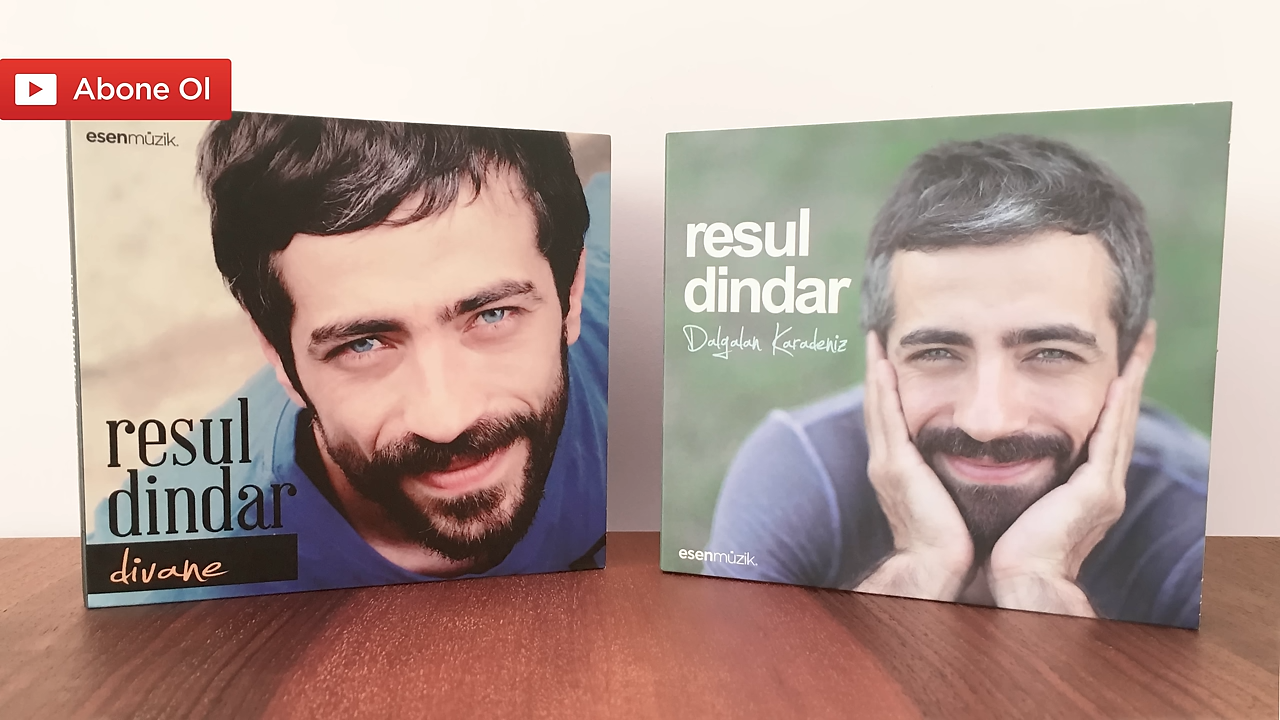 Abone Ol
esenmüzik.
resul
dindar
divane
resul
dindar
Dalgalan Karadeniz
esenmüzik.